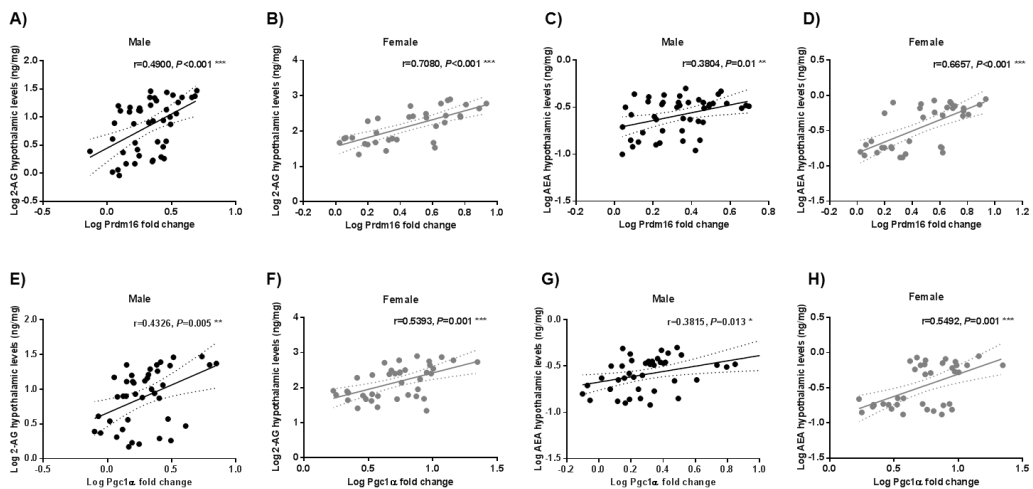 A)
Male
r=0.4900, P<0.001 ***
Log 2-AG hypothalamic levels (ng/mg)
2.0
1.5
1.0
0.5
0.0
-0.5
-0.5 0.0 0.5 1.0
Log Prdm16 fold change
B)
Female
r=0.7080, P<0.001 ***
Log 2-AG hypothalamic levels (ng/mg)
4
3
2
1
0
-0.2 0.0 0.2 0.4 0.6 0.8 1.0
Log Prdm16 fold change
C)
Male
r=0.3804, P=0.01 **
Log AEA hypothalamic levels (ng/mg)
0.0
-0.5
-1.0
-1.5
-0.2 0.0 0.2 0.4 0.6 0.8
Log Prdm16 fold change
D)
Female
r=0.6657, P<0.001 ***
Log AEA hypothalamic levels (ng/mg)
0.5
0.0
-0.5
-1.0
-1.5
-0.2 0.0 0.2 0.4 0.6 0.8 1.0 1.2
Log Prdm16 fold change
E)
Male
r=0.4326, P=0.005 **
Log 2-AG hypothalamic levels (ng/mg)
2.0
1.5
1.0
0.5
0.0
-0.5 0.0 0.5 1.0
Log Pgc1α fold change
F)
Female
r=0.5393, P=0.001 ***
Log 2-AG hypothalamic levels (ng/mg)
4
3
2
1
0
0.0 0.5 1.0 1.5
Log Pgc1α fold change
G)
Male
r=0.3815, P=0.013 *
Log AEA hypothalamic levels (ng/mg)
0.0
-0.5
-1.0
-1.5
-0.2 0.0 0.2 0.4 0.6 0.8 1.0
Log Pgc1α fold change
H)
Female
r=0.5492, P=0.001 ***
Log AEA hypothalamic levels (ng/mg)
0.5
0.0
-0.5
-1.0
-1.5
0.0 0.5 1.0 1.5
Log Pgc1α fold change